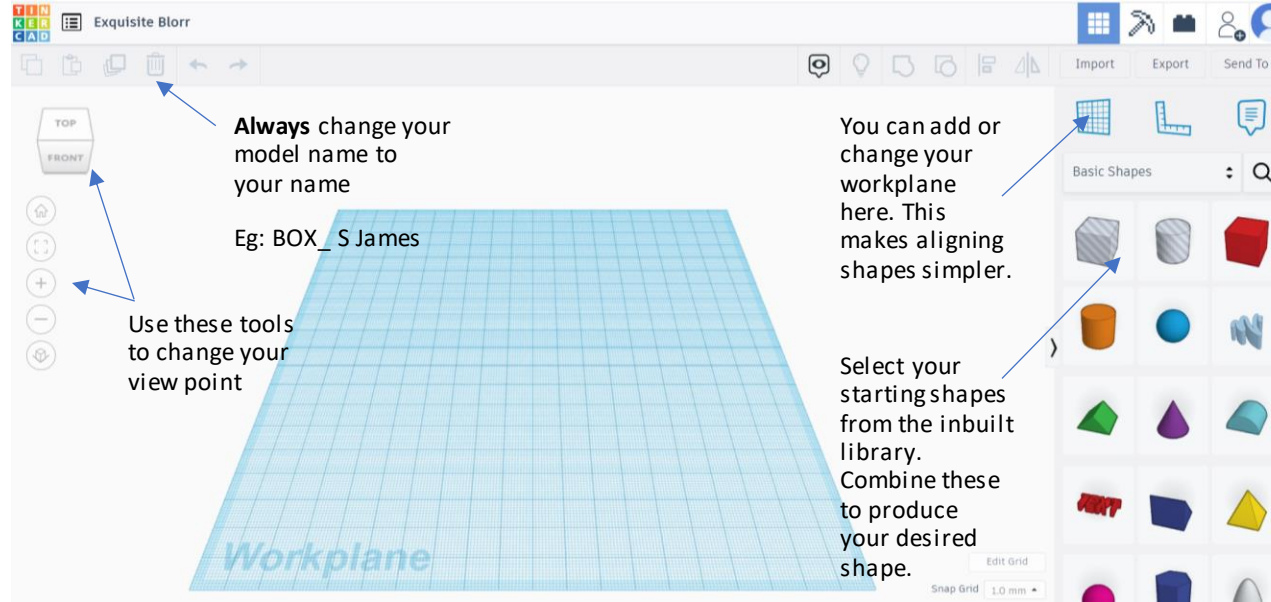 TIN
KER
CAD
Exquisite Blorr
Import
Export
Send To
TOP
FRONT
Always change your
model name to
your name
Eg: BOX_ S James
Use these tools
to change your
view point
You can add or
change your
workplane
here. This
makes aligning
shapes simpler.
Basic Shapes
Select your
starting shapes
from the inbuilt
library.
Combine these
to produce
your desired
shape.
TEXT
Workplane
Edit Grid
Snap Grid 1.0 mm